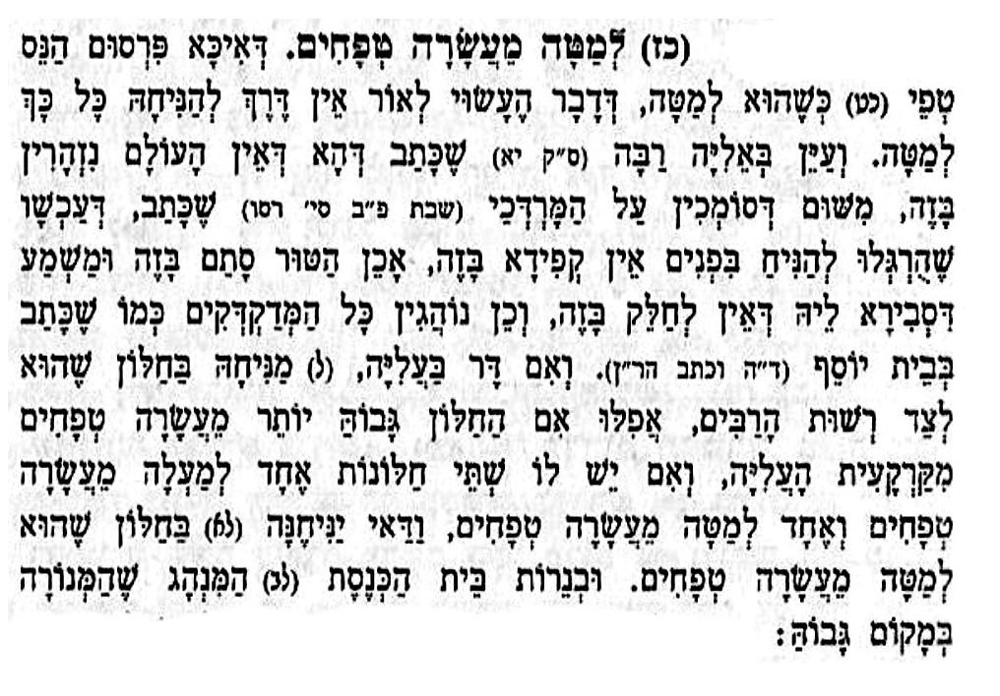 (כז) לְמַטָּה מֵעֲשָׂרָה טְפָחִים. דְּאִיכָּא פִּרְסוּם הַנֵּס
טְפֵי (כט) כְּשֶׁהוּא לְמַטָּה, דְּדָבָר הֶעָשׂוּי לְאוֹר אֵין דֶּרֶךְ לְהַנִּיחָהּ כָּל כָּךְ
לְמַטָּה. וְעַיֵּן בְּאֵלִיָּה רַבָּה (ס״ק יא) שֶׁכָּתַב דְּהָא דְּאֵין הָעוֹלָם נִזְהָרִין
בָּזֶה, מִשּׁוּם דְּסוֹמְכִין עַל הַמָּרְדְּכַי (שבת פ״ב סי׳ רסו) שֶׁכָּתַב, דְּעַכְשָׁו
שֶׁהֻרְגְּלוּ לְהַנִּיחַ בִּפְנִים אֵין קְפִידָא בָּזֶה, אָכֵן הַטּוּר סָתַם בָּזֶה וּמַשְׁמַע
דִּסְבִירָא לֵיהּ דְּאֵין לְחַלֵּק בָּזֶה, וְכֵן נוֹהֲגִין כָּל הַמְּדַקְדְּקִים כְּמוֹ שֶׁכָּתַב
בְּבֵית יוֹסֵף (ד״ה וכתב הר״ן). וְאִם דָּר בַּעֲלִיָּה, (ל) מַנִּיחָהּ בַּחַלּוֹן שֶׁהוּא
לְצַד רְשׁוּת הָרַבִּים, אֲפִלּוּ אִם הַחַלּוֹן גָּבוֹהַּ יוֹתֵר מֵעֲשָׂרָה טְפָחִים
מִקַּרְקָעִית הָעֲלִיָּה, וְאִם יֵשׁ לוֹ שְׁתֵּי חַלּוֹנוֹת אֶחָד לְמַעְלָה מֵעֲשָׂרָה
טְפָחִים וְאֶחָד לְמַטָּה מֵעֲשָׂרָה טְפָחִים, וַדַּאי יַנִּיחֶנָּה (לא) בַּחַלּוֹן שֶׁהוּא
לְמַטָּה מֵעֲשָׂרָה טְפָחִים. וּבְנֵרוֹת בֵּית הַכְּנֶסֶת (לב) הַמִּנְהָג שֶׁהַמְּנוֹרָה
בְּמָקוֹם גָּבוֹהַּ: